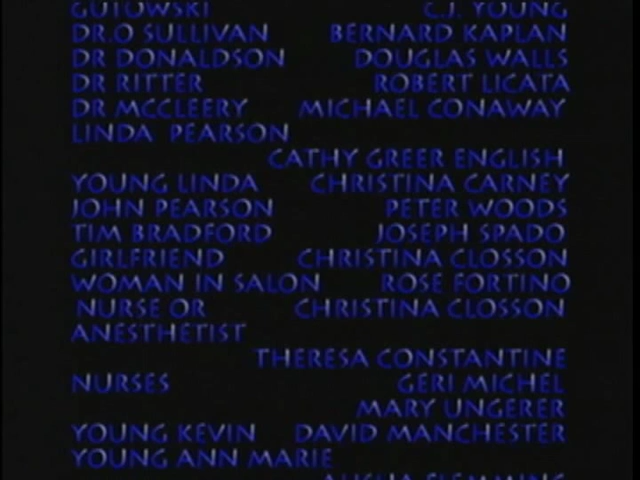 GUTOWSKI C.J. YOUNG
DR.O SULLIVAN BERNARD KAPLAN
DR DONALDSON DOUGLAS WALLS
DR RITTER ROBERT LICATA
DR MCCLEERY MICHAEL CONAWAY
LINDA PEARSON
CATHY GREER ENGLISH
YOUNG LINDA CHRISTINA CARNEY
JOHN PEARSON PETER WOODS
TIM BRADFORD JOSEPH SPADO
GIRLFRIEND CHRISTINA CLOSSON
WOMAN IN SALON ROSE FORTINO
NURSE OR CHRISTINA CLOSSON
ANESTHETIST
THERESA CONSTANTINE
NURSES GERI MICHEL
MARY UNGERER
YOUNG KEVIN DAVID MANCHESTER
YOUNG ANN MARIE